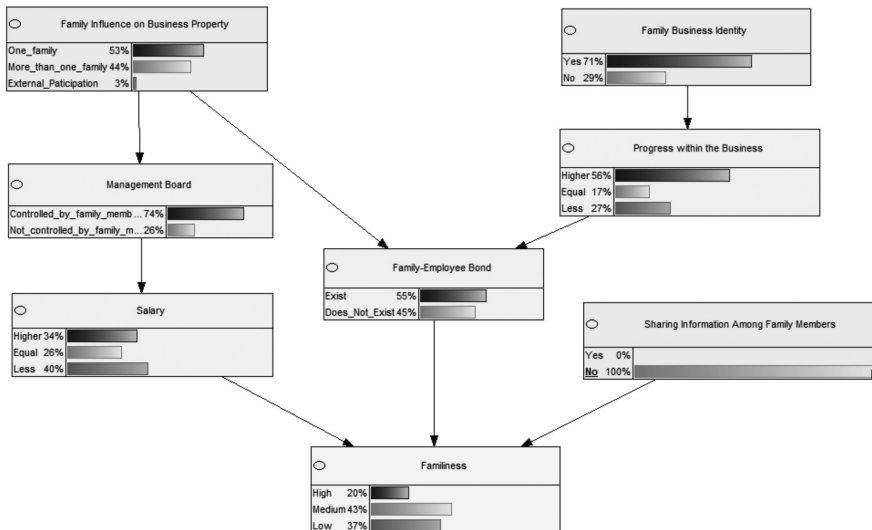 Family Influence on Business Property
One_family 53%
More_than_one_family 44%
External_Paticipation 3%
Family Business Identity
Yes 71%
No 29%
Management Board
Controlled_by_family_memb ... 74%
Not_controlled_by_family_m... 26%
Progress within the Business
Higher 56%
Equal 17%
Less 27%
Family-Employee Bond
Exist 55%
Does_Not_Exist 45%
Salary
Higher 34%
Equal 26%
Less 40%
Sharing Information Among Family Members
Yes 0%
No 100%
Familiness
High 20%
Medium 43%
Low 37%